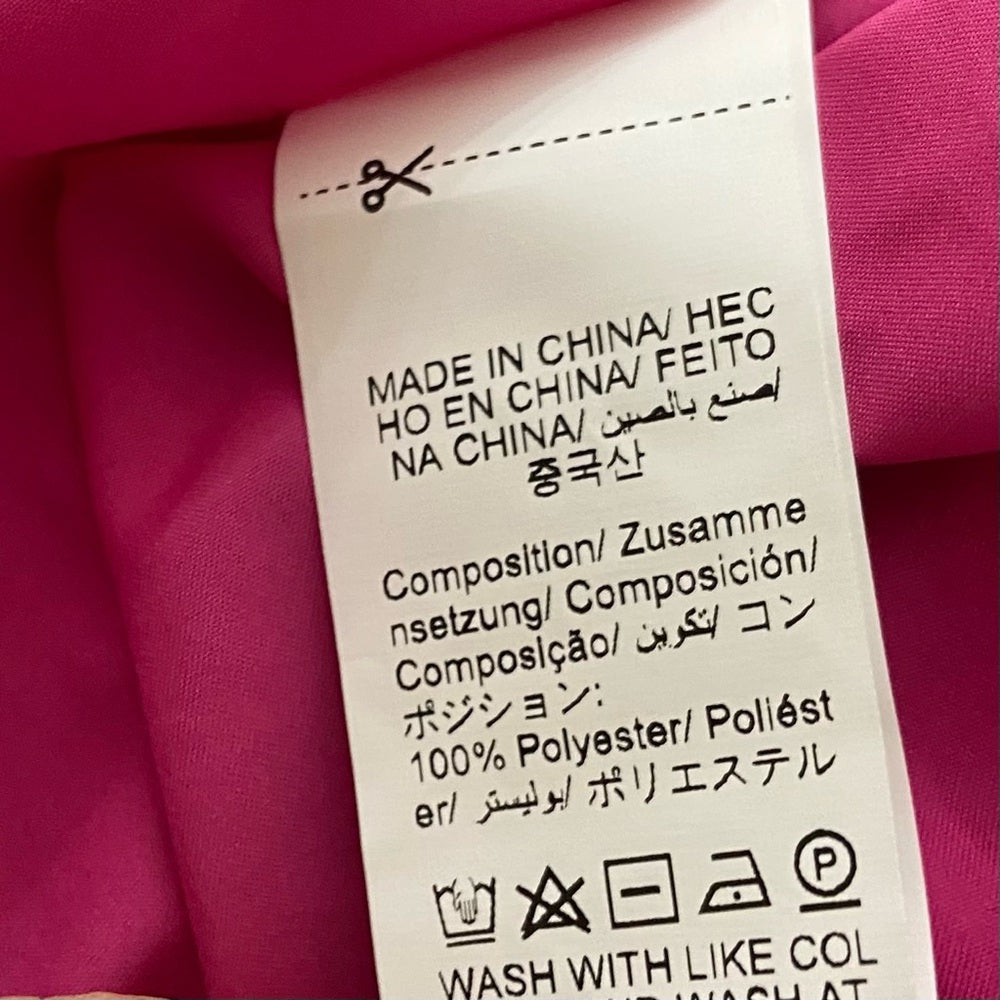 MADE IN CHINA/ HEC
HO EN CHINA/ FEITO
NA CHINA/ صنع بالصين/
중국산
Composition/ Zusamme
nsetzung/ Composición/
Composição/ تكوين/ コン
ポジション:
100% Polyester/ Poliést
er/ بوليستر/ ポリエステル
P
WASH WITH LIKE COL
WASH AT